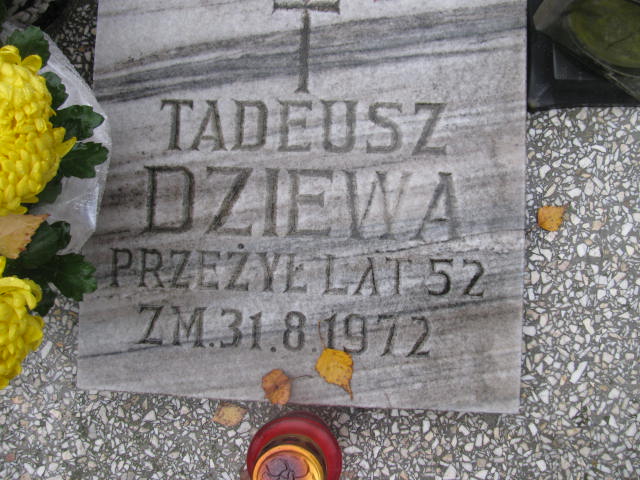 TADEUSZ
DZIEWA
PRZEŻYŁ LAT 52
ZM.31.8.1972